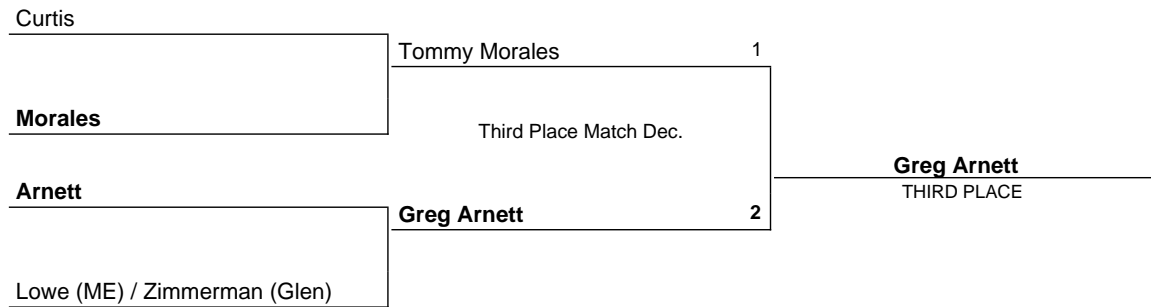 Curtis
Tommy Morales 1
Morales
Third Place Match Dec.
Greg Arnett
Arnett
THIRD PLACE
Greg Arnett 2
Lowe (ME) / Zimmerman (Glen)